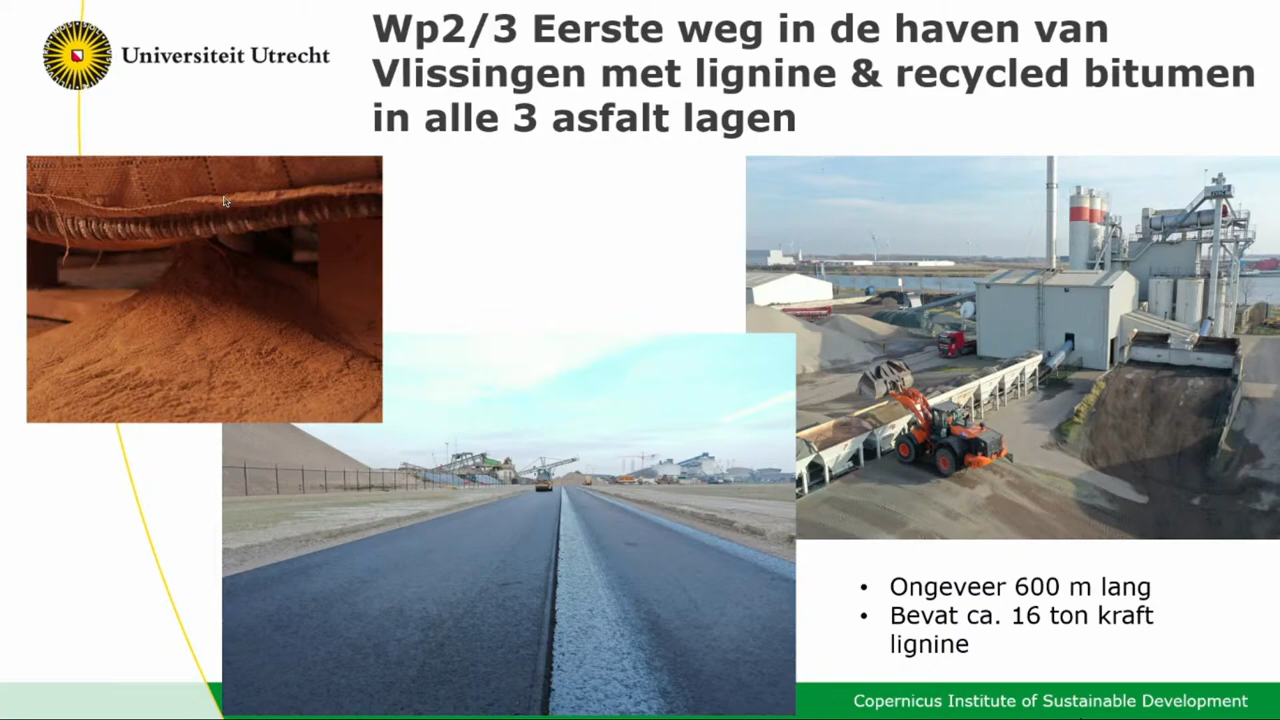 Universiteit Utrecht
Wp2/3 Eerste weg in de haven van
Vlissingen met lignine & recycled bitumen
in alle 3 asfalt lagen
• Ongeveer 600 m lang
• Bevat ca. 16 ton kraft
lignine
Copernicus Institute of Sustainable Development